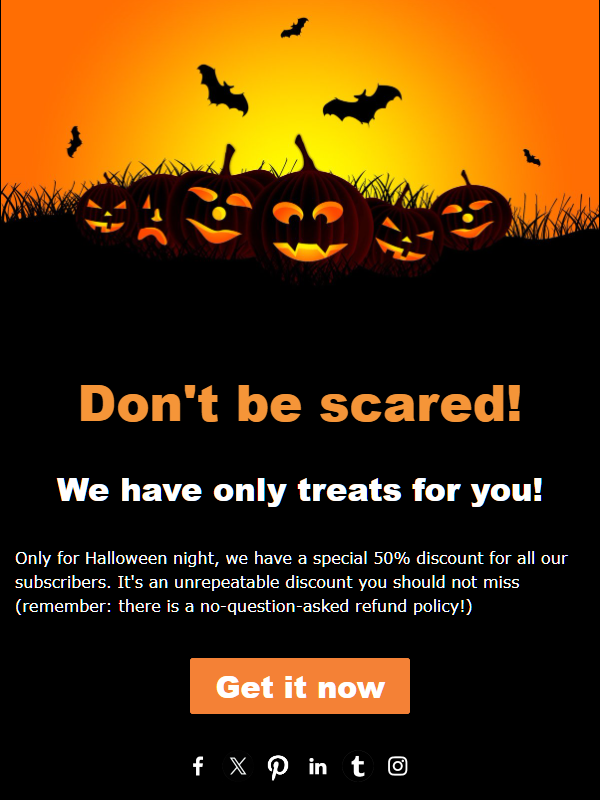 Don't be scared!
We have only treats for you!
Only for Halloween night, we have a special 50% discount for all our
subscribers. It's an unrepeatable discount you should not miss
(remember: there is a no-question-asked refund policy!)
Get it now